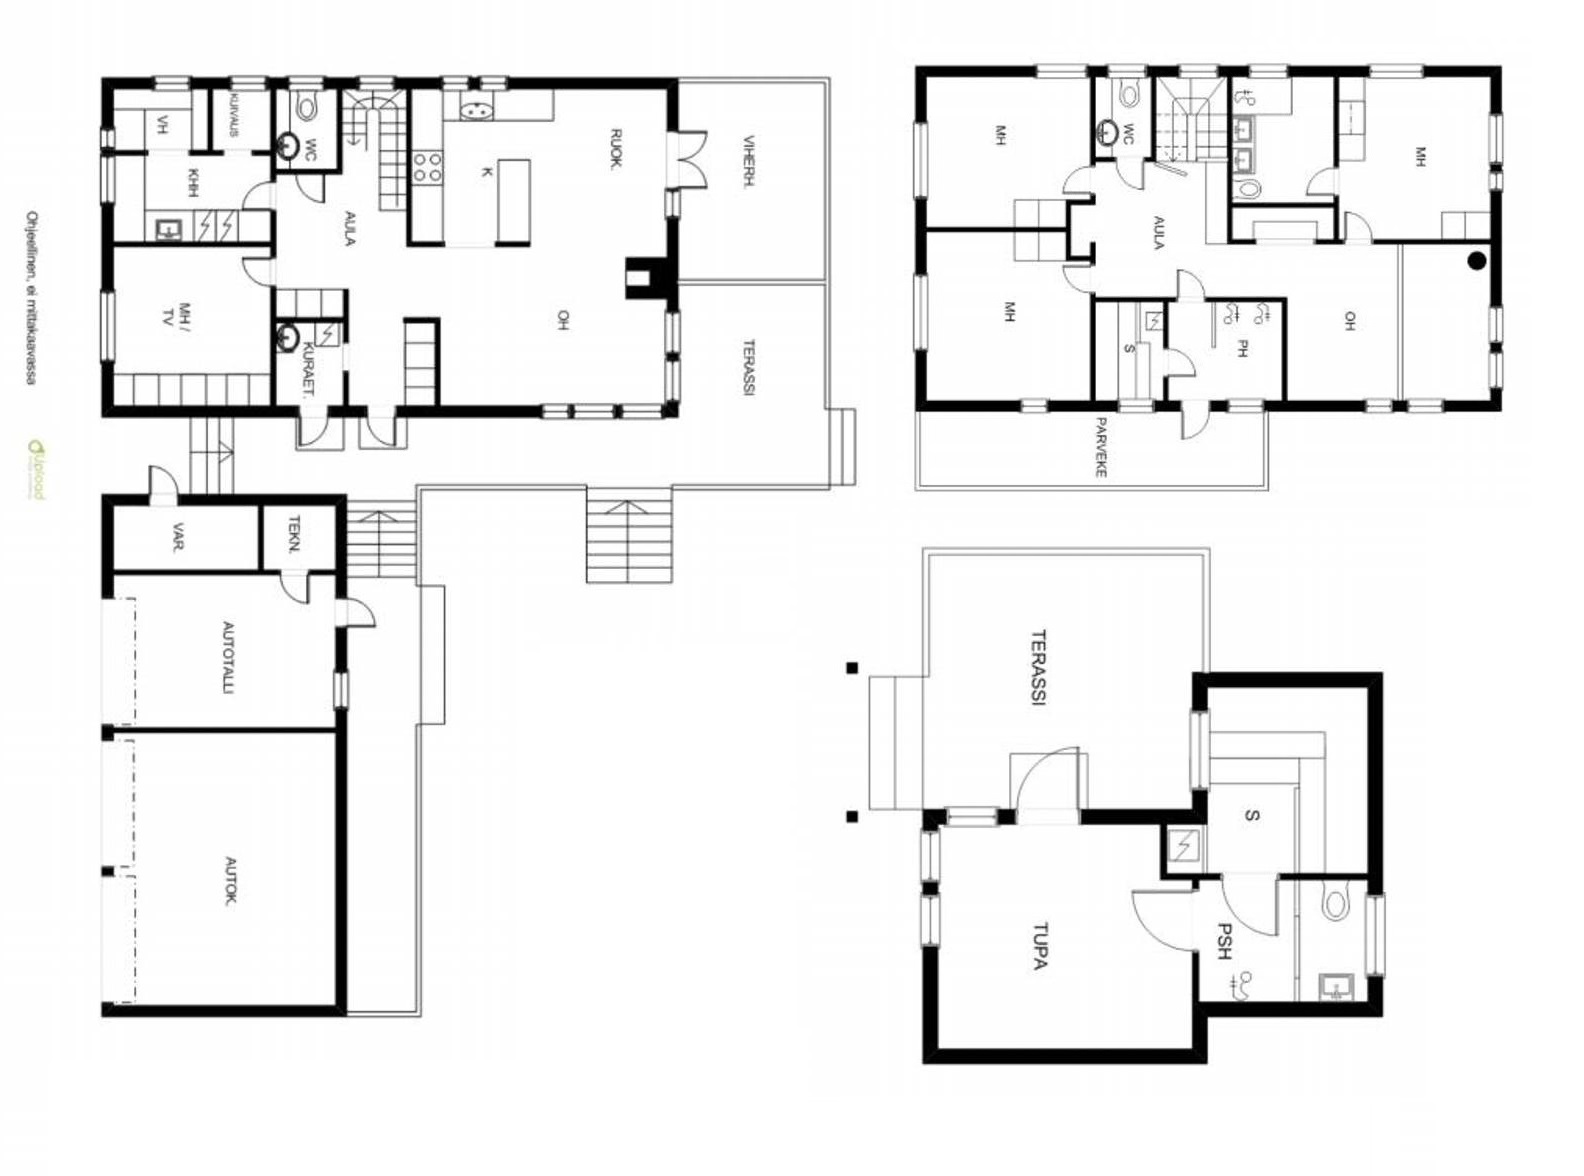 Ohjeellinen, ei mittakaavassa
Upload
VH
KUIVAUS
WC
KHH
AULA
K
RUOK.
VIHERH.
MH /
TV
KURAET.
OH
TERASSI
VAR.
TEKN.
AUTOTALLI
AUTOK.
MH
WC
MH
AULA
MH
S
PH
OH
PARVEKE
TERASSI
S
TUPA
PSH